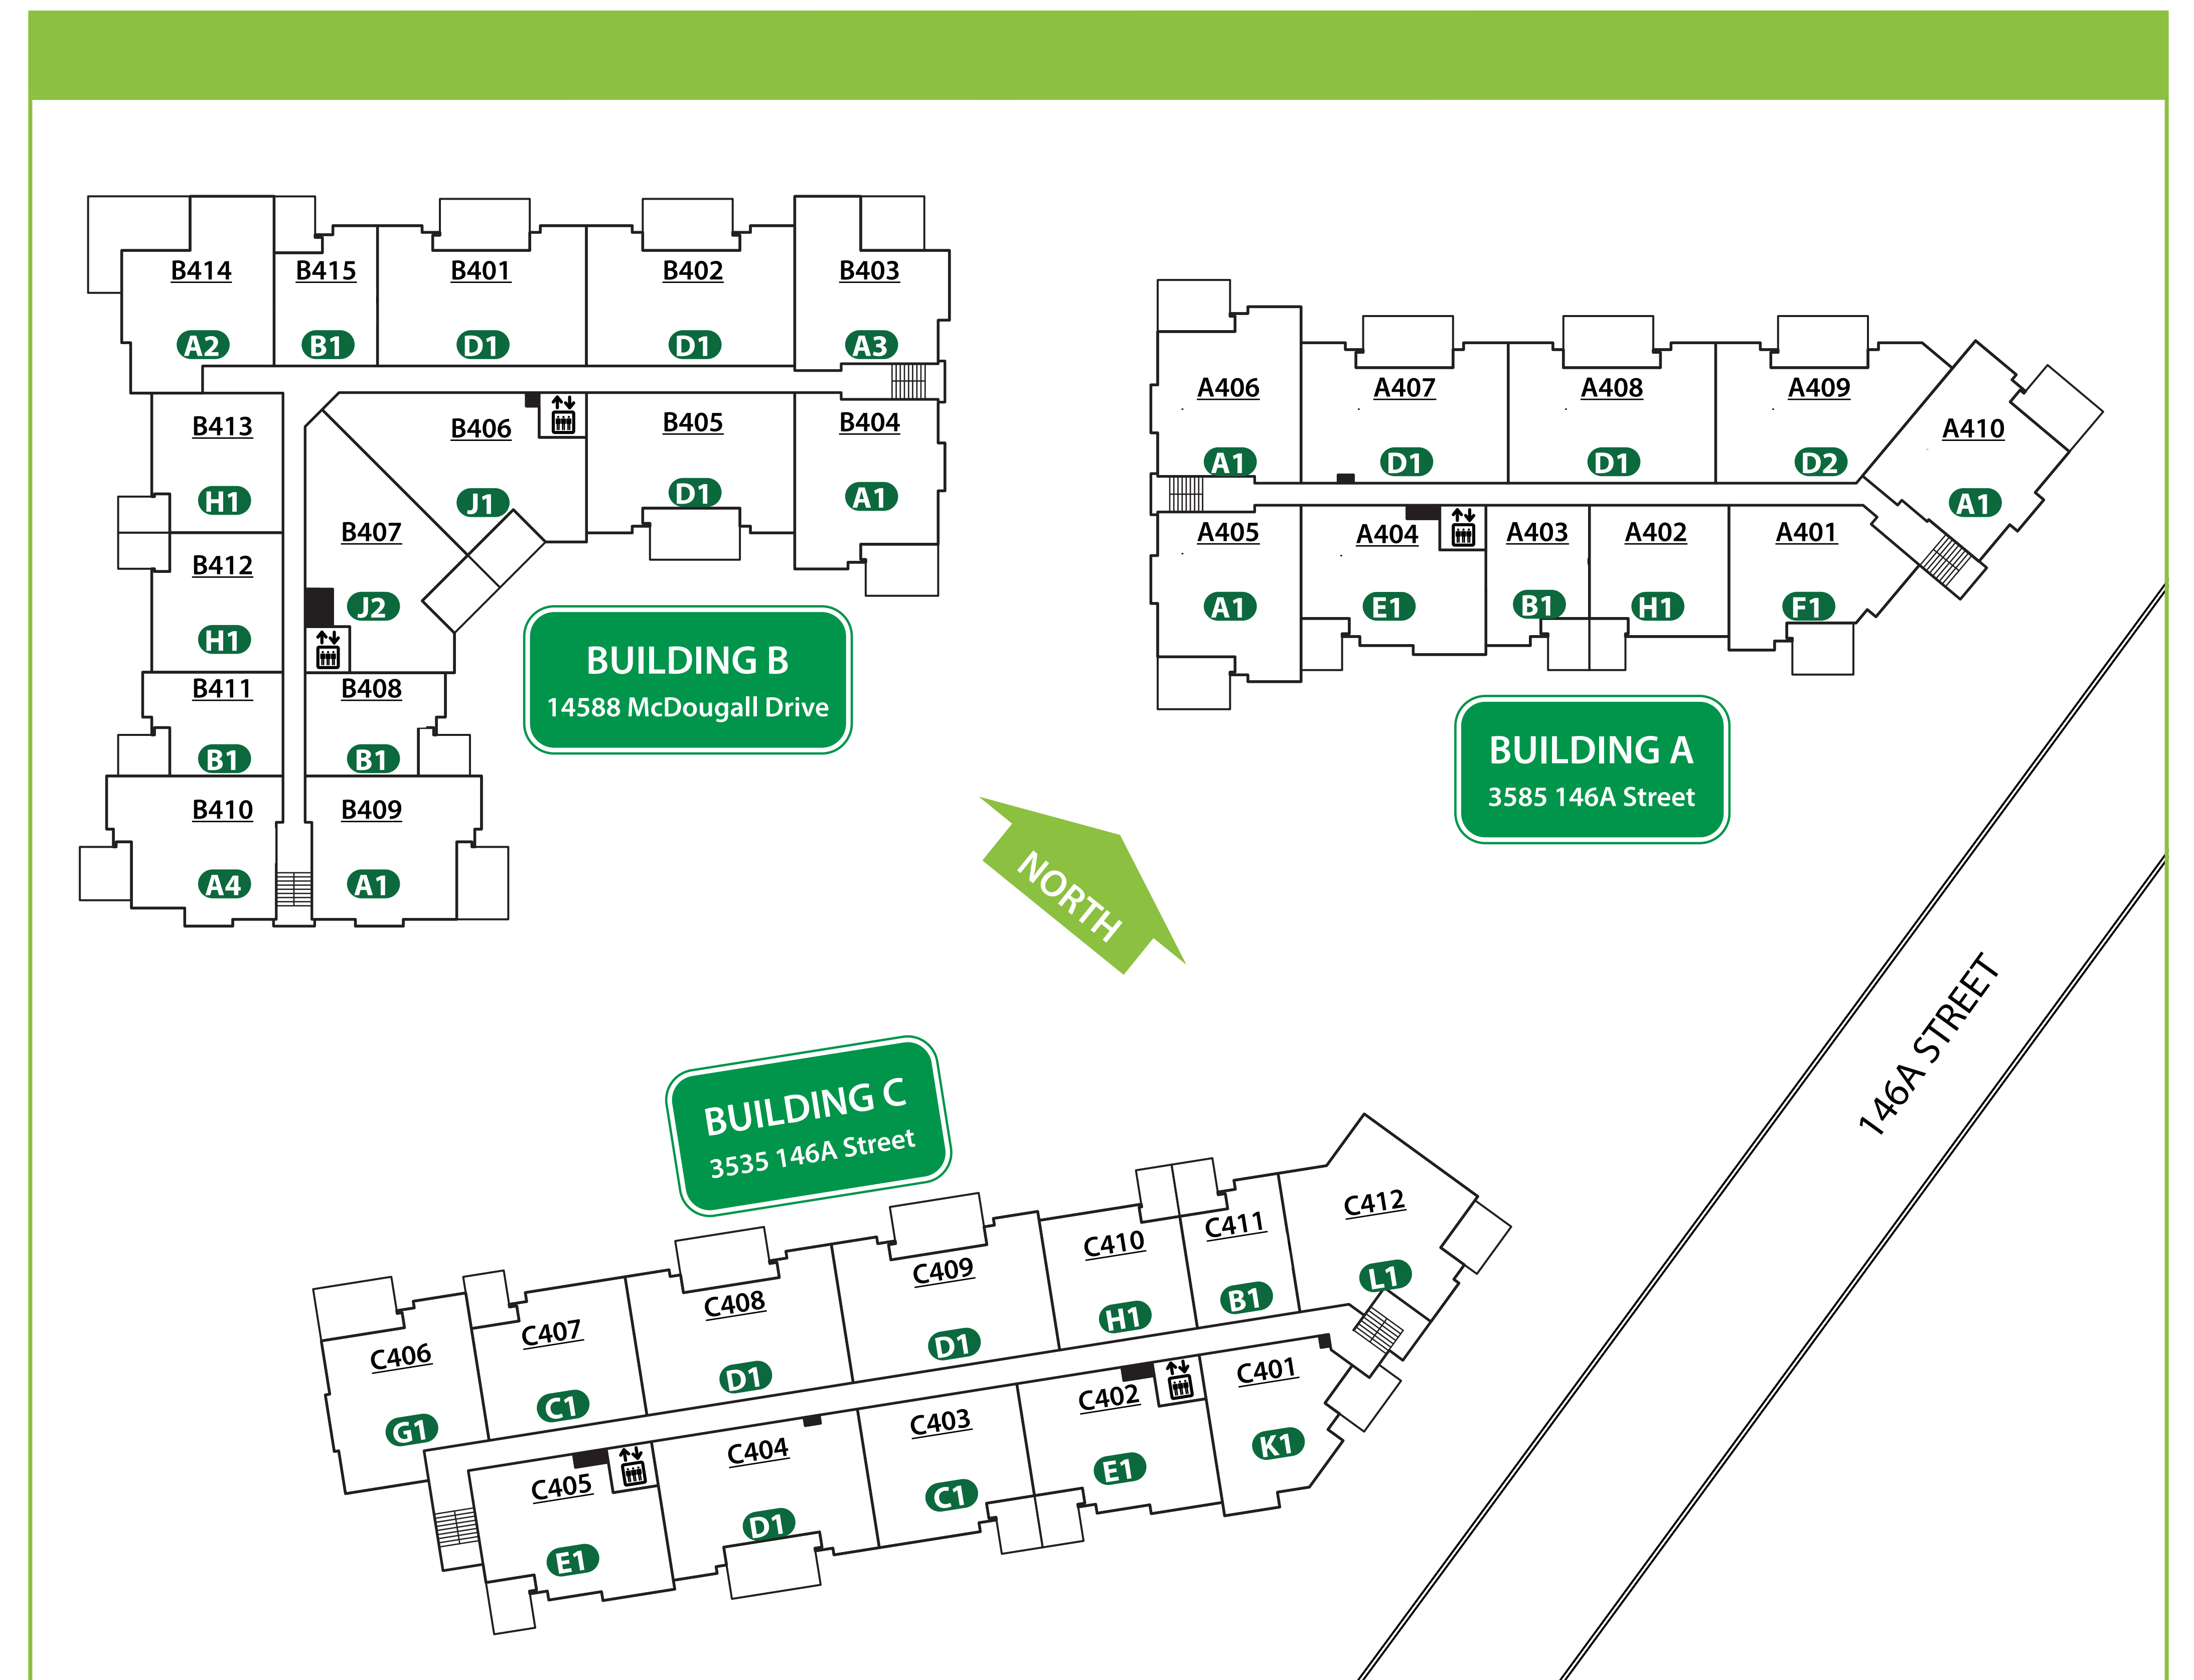 B414
B415
B401
B402
B403
A2
B1
D1
D1
A3
B413
B406
B405
B404
H1
J1
D1
A1
B407
B412
J2
H1
B411
B408
B1
B1
B410
B409
A4
A1
BUILDING B
14588 McDougall Drive
A406
A407
A408
A409
A410
A1
D1
D1
D2
A1
A405
A404
A403
A402
A401
A1
E1
B1
H1
F1
BUILDING A
3585 146A Street
NORTH
146A STREET
BUILDING C
3535 146A Street
C406
C407
C408
C409
C410
C411
C412
G1
C1
D1
D1
H1
B1
L1
C405
C404
C403
C402
C401
E1
D1
C1
E1
K1